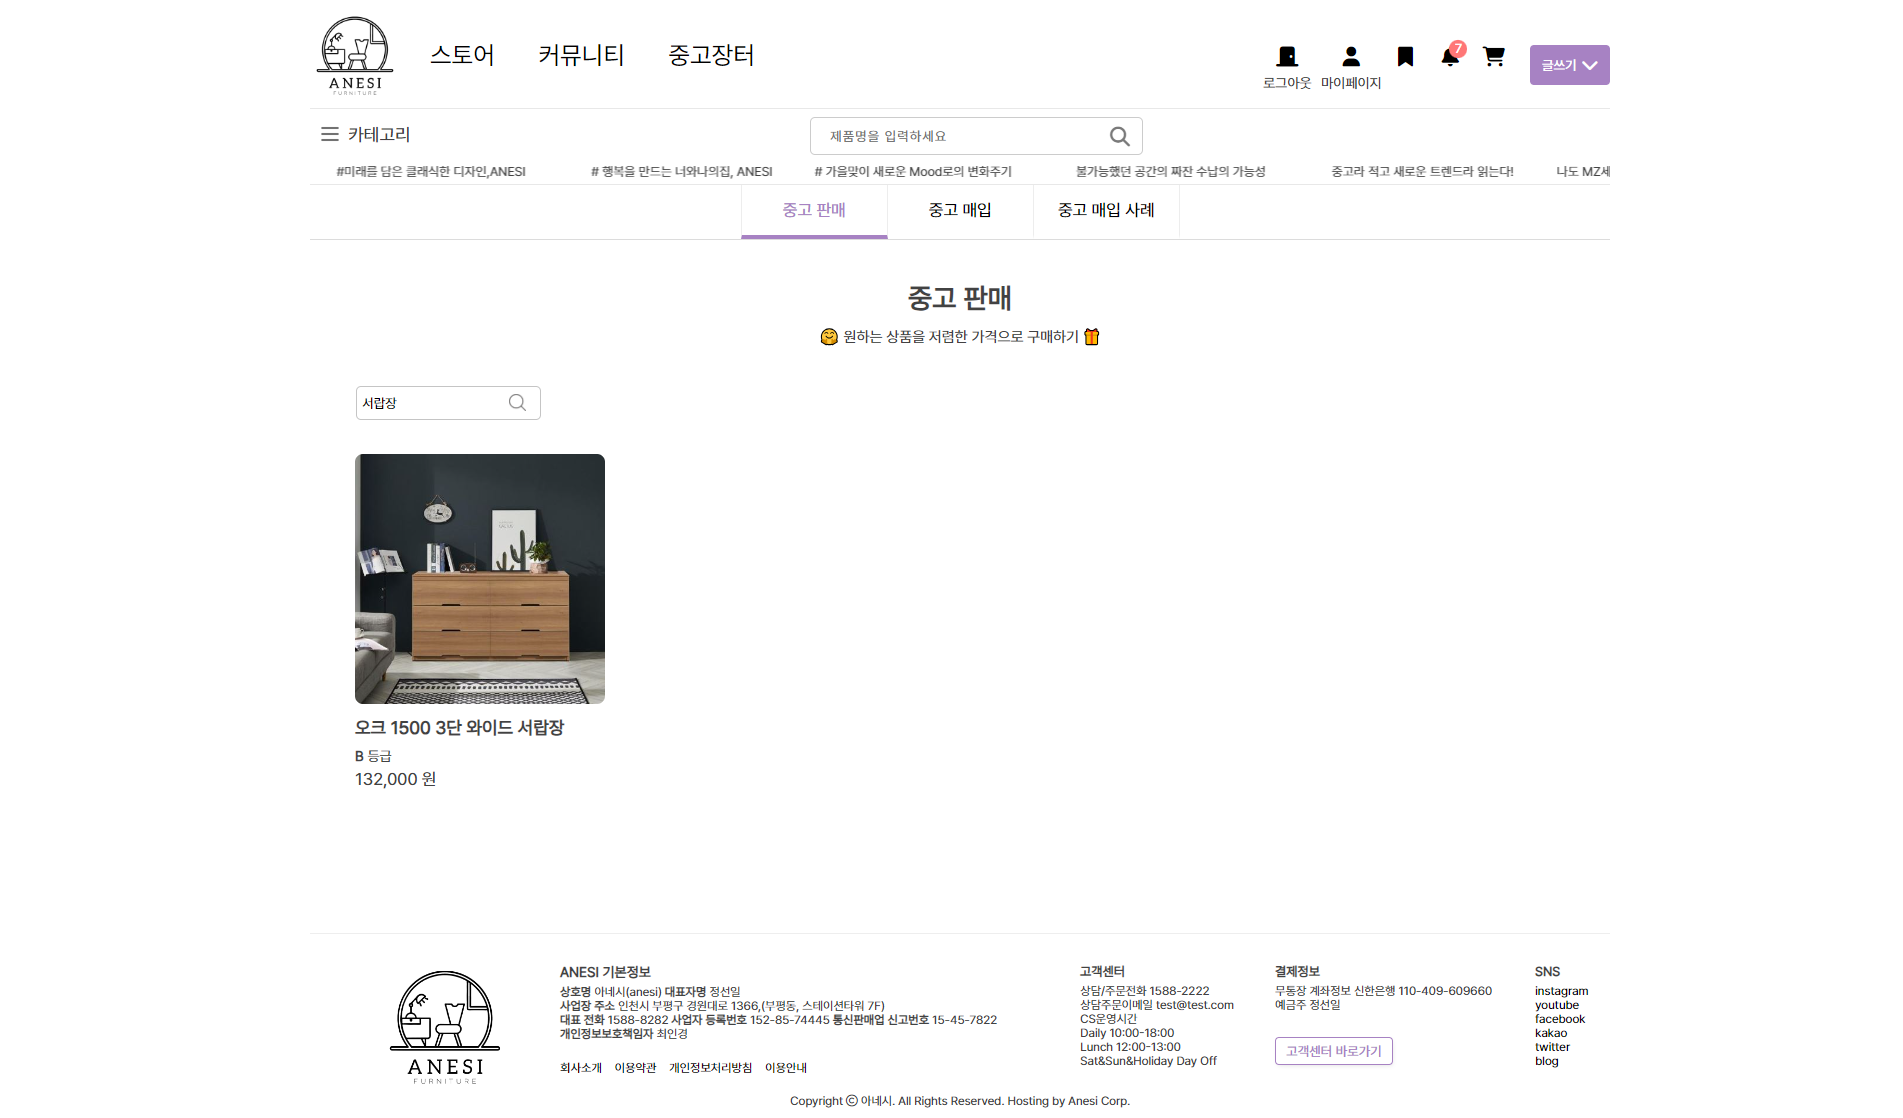 ANESI
FURNITURE
스토어
커뮤니티
중고장터
로그아웃
마이페이지
7
글쓰기
카테고리
제품명을 입력하세요
#미래를 담은 클래식한 디자인,ANESI
# 행복을 만드는 너와나의집, ANESI
# 가을맞이 새로운 Mood로의 변화주기
불가능했던 공간의 짜잔 수납의 가능성
중고라 적고 새로운 트렌드라 읽는다!
나도 MZ세
중고 판매
중고 매입
중고 매입 사례
중고 판매
🤗 원하는 상품을 저렴한 가격으로 구매하기 🎁
서랍장
오크 1500 3단 와이드 서랍장
B 등급
132,000 원
ANESI
FURNITURE
ANESI 기본정보
상호명 아네시(anesi) 대표자명 정선일
사업장 주소 인천시 부평구 경원대로 1366,(부평동, 스테이션타워 7F)
대표 전화 1588-8282 사업자 등록번호 152-85-74445 통신판매업 신고번호 15-45-7822
개인정보보호책임자 최인경
회사소개 이용약관 개인정보처리방침 이용안내
고객센터
상담/주문전화 1588-2222
상담주문이메일 test@test.com
CS운영시간
Daily 10:00-18:00
Lunch 12:00-13:00
Sat&Sun&Holiday Day Off
결제정보
무통장 계좌정보 신한은행 110-409-609660
예금주 정선일
고객센터 바로가기
SNS
instagram
youtube
facebook
kakao
twitter
blog
Copyright ⓒ 아네시. All Rights Reserved. Hosting by Anesi Corp.